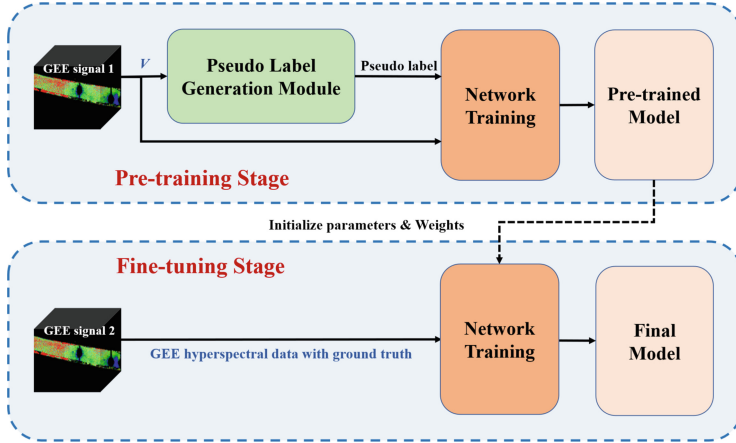 GEE signal 1
V
Pseudo Label
Generation Module
Pseudo label
Network
Training
Pre-trained
Model
Pre-training Stage
Initialize parameters & Weights
Fine-tuning Stage
GEE signal 2
GEE hyperspectral data with ground truth
Network
Training
Final
Model